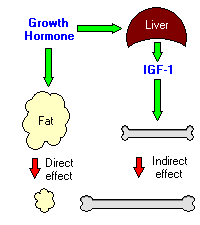 Growth
Hormone
Liver
IGF-1
Fat
Direct
effect
Indirect
effect